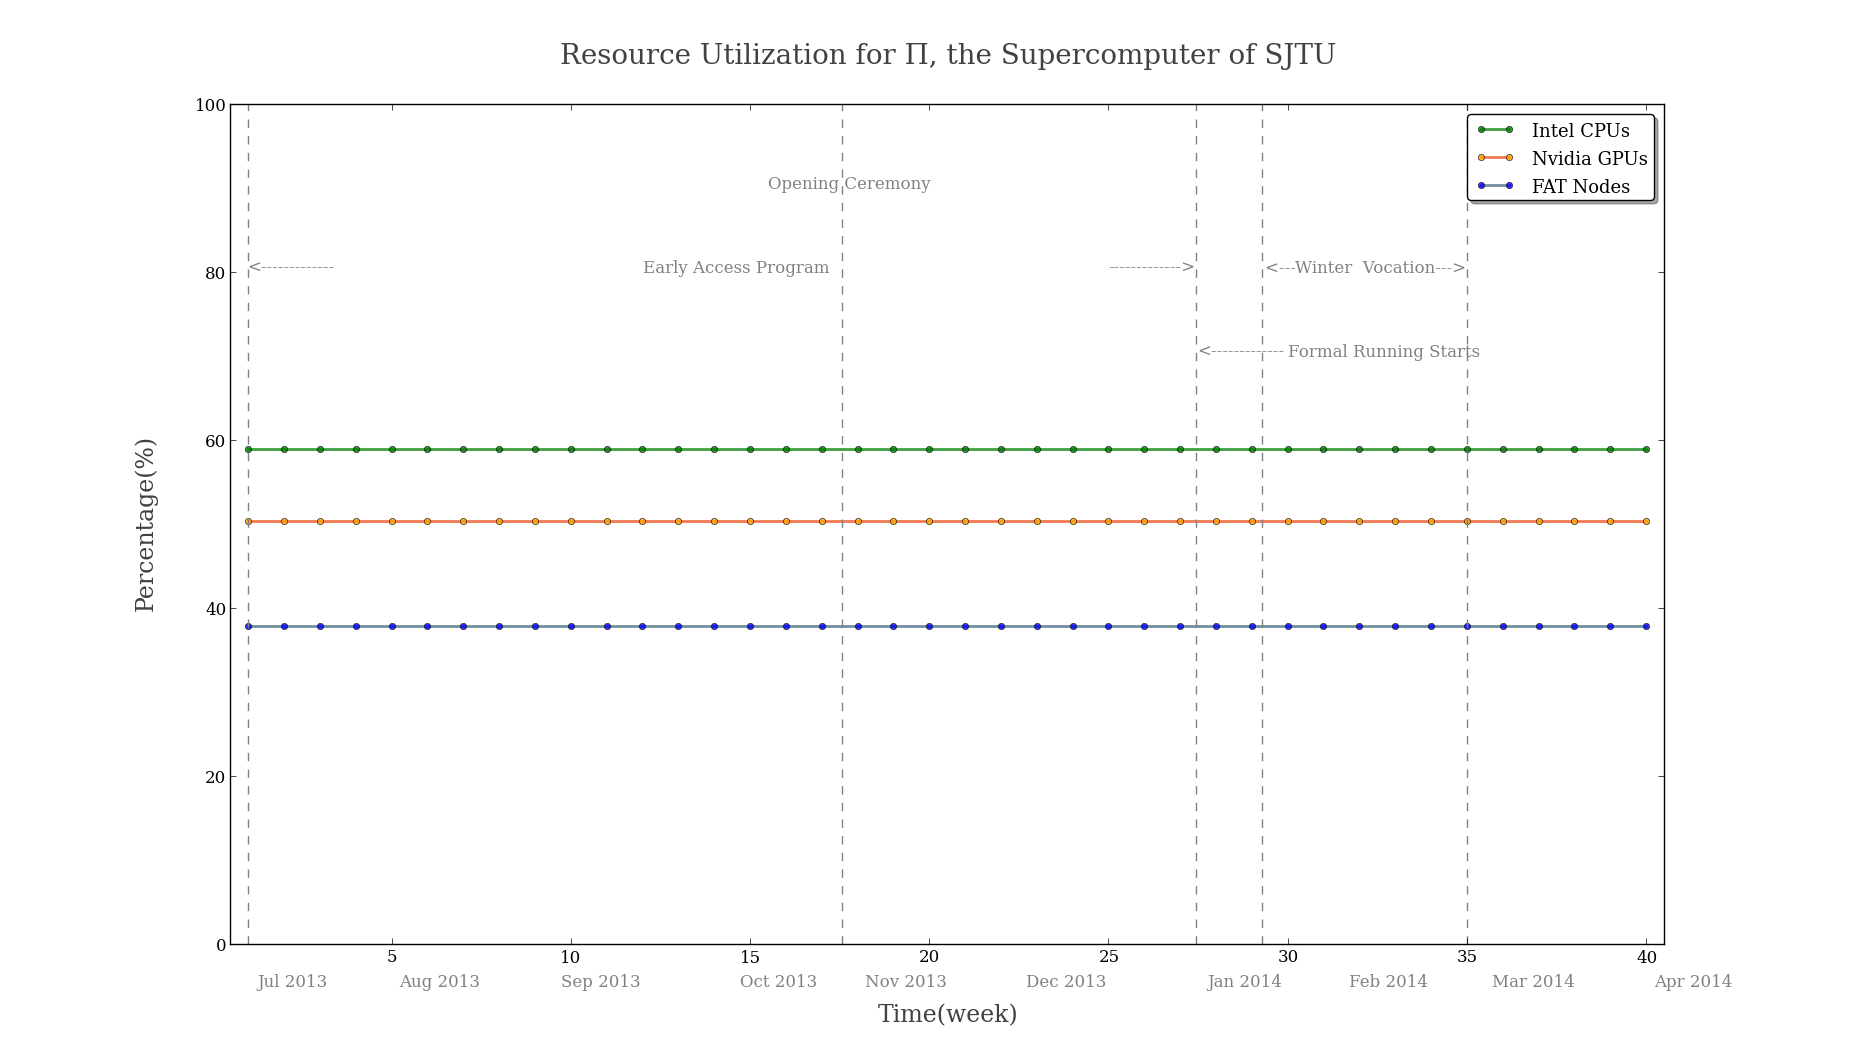 Resource Utilization for Π, the Supercomputer of SJTU
100
80
60
40
20
0
Percentage(%)
Intel CPUs
Nvidia GPUs
FAT Nodes
Opening Ceremony
<------------- Early Access Program ------------->
<---Winter  Vocation--->
<------------- Formal Running Starts
5 10 15 20 25 30 35 40
Jul 2013 Aug 2013 Sep 2013 Oct 2013 Nov 2013 Dec 2013 Jan 2014 Feb 2014 Mar 2014 Apr 2014
Time(week)